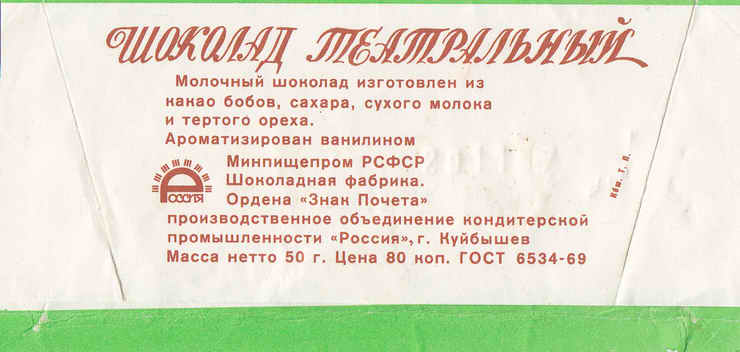 ШОКОЛАД ТЕАТРАЛЬНЫЙ
Молочный шоколад изготовлен из
какао бобов, сахара, сухого молока
и тертого ореха.
Ароматизирован ванилином
Минпищепром РСФСР
Шоколадная фабрика.
Ордена «Знак Почета»
Россия
производственное объединение кондитерской
промышленности «Россия», г. Куйбышев
Масса нетто 50 г. Цена 80 коп. ГОСТ 6534-69
Кбш. Т. П.